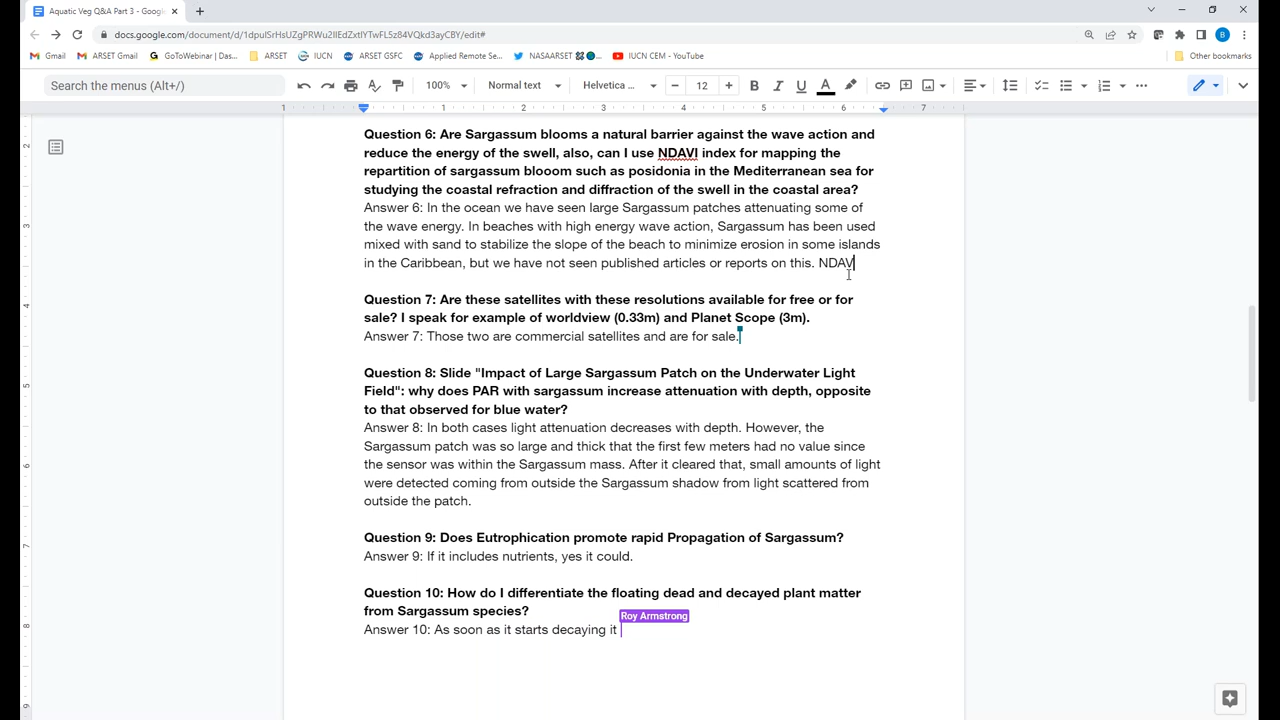 Aquatic Veg Q&A Part 3 - Google
docs.google.com/document/d/1dpulSrHsUZgPRWu2IIEdZxtIYTwFL5z84VQkd3ayCBY/edit#
Gmail ARSET Gmail GoToWebinar | Das... ARSET IUCN ARSET GSFC Applied Remote Se... NASAARSET IUCN CEM - YouTube Other bookmarks
Search the menus (Alt+/) 100% Normal text Helvetica ... 12
1 1 2 3 4 5 6 7
Question 6: Are Sargassum blooms a natural barrier against the wave action and
reduce the energy of the swell, also, can I use NDAVI index for mapping the
repartition of sargassum blooom such as posidonia in the Mediterranean sea for
studying the coastal refraction and diffraction of the swell in the coastal area?
Answer 6: In the ocean we have seen large Sargassum patches attenuating some of
the wave energy. In beaches with high energy wave action, Sargassum has been used
mixed with sand to stabilize the slope of the beach to minimize erosion in some islands
in the Caribbean, but we have not seen published articles or reports on this. NDAV
Question 7: Are these satellites with these resolutions available for free or for
sale? I speak for example of worldview (0.33m) and Planet Scope (3m).
Answer 7: Those two are commercial satellites and are for sale.
Question 8: Slide "Impact of Large Sargassum Patch on the Underwater Light
Field": why does PAR with sargassum increase attenuation with depth, opposite
to that observed for blue water?
Answer 8: In both cases light attenuation decreases with depth. However, the
Sargassum patch was so large and thick that the first few meters had no value since
the sensor was within the Sargassum mass. After it cleared that, small amounts of light
were detected coming from outside the Sargassum shadow from light scattered from
outside the patch.
Question 9: Does Eutrophication promote rapid Propagation of Sargassum?
Answer 9: If it includes nutrients, yes it could.
Question 10: How do I differentiate the floating dead and decayed plant matter
from Sargassum species?
Roy Armstrong
Answer 10: As soon as it starts decaying it